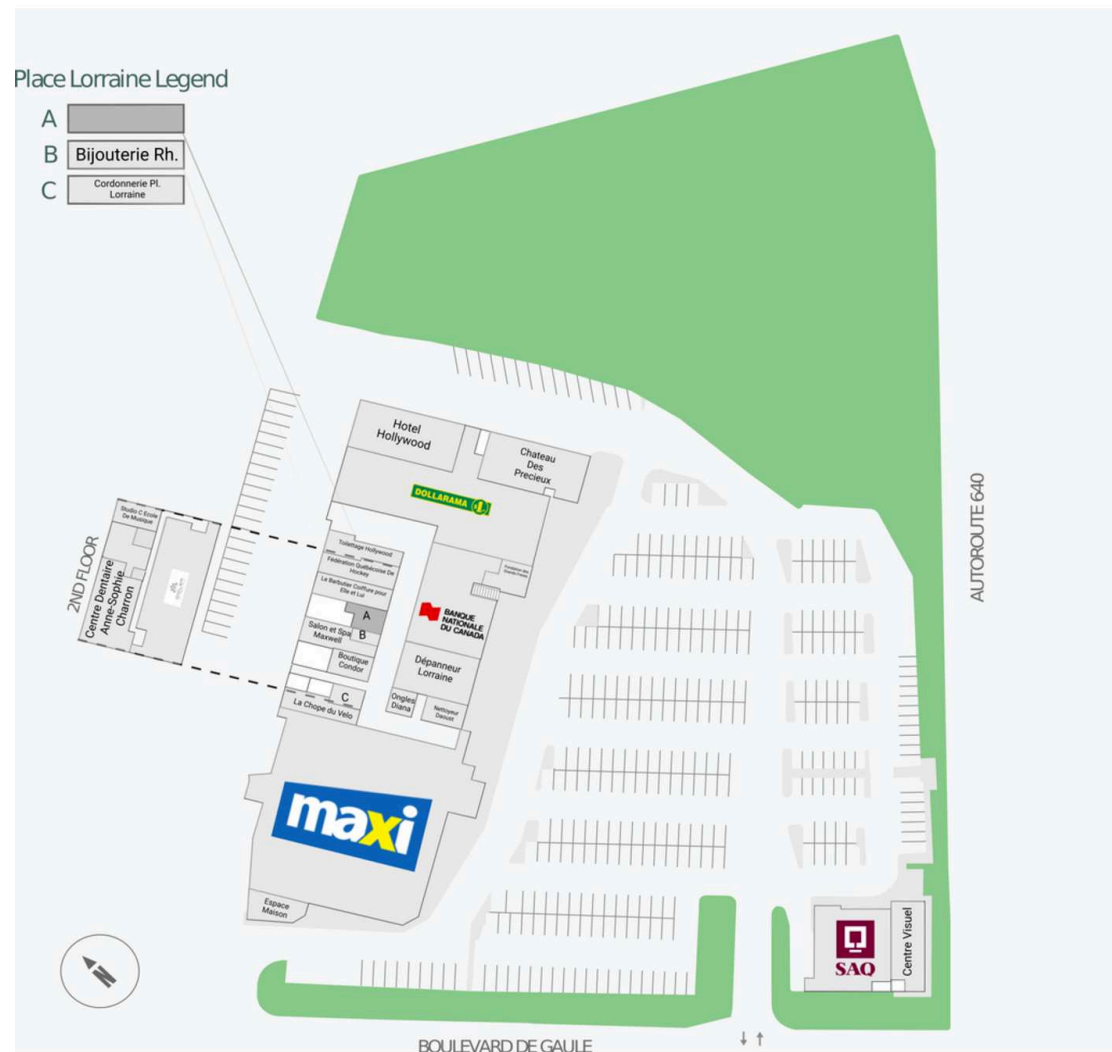 Place Lorraine Legend
A
B
Bijouterie Rh.
C
Cordonnerie Pl.
Lorraine
Hotel
Hollywood
Chateau
Des
Precieux
DOLLARAMA
AUTOROUTE 640
Studio C Ecole
De Musique
2ND FLOOR
Centre Dentaire
Anne-Sophie
Charron
Toilettage Hollywood
Fédération Québécoise De
Hockey
Le Barbutier Coiffure pour
Elle et Lui
A
B
Salon et Spa
Maxwell
Boutique
Condor
C
La Chope du Velo
BANQUE
NATIONALE
DU CANADA
Dépanneur
Lorraine
Ongles
Diana
Nettoyeur
Daoust
maxi
Espace
Maison
N
SAQ
Centre Visuel
BOULEVARD DE GAULE